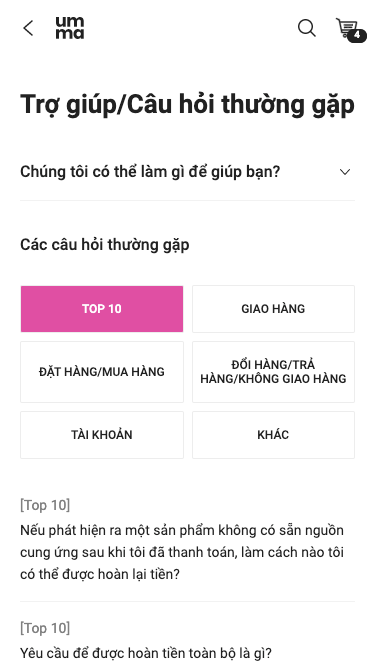 umma
4
Trợ giúp/Câu hỏi thường gặp
Chúng tôi có thể làm gì để giúp bạn?
Các câu hỏi thường gặp
TOP 10
GIAO HÀNG
ĐẶT HÀNG/MUA HÀNG
ĐỔI HÀNG/TRẢ
HÀNG/KHÔNG GIAO HÀNG
TÀI KHOẢN
KHÁC
[Top 10]
Nếu phát hiện ra một sản phẩm không có sẵn nguồn
cung ứng sau khi tôi đã thanh toán, làm cách nào tôi
có thể được hoàn lại tiền?
[Top 10]
Yêu cầu để được hoàn tiền toàn bộ là gì?